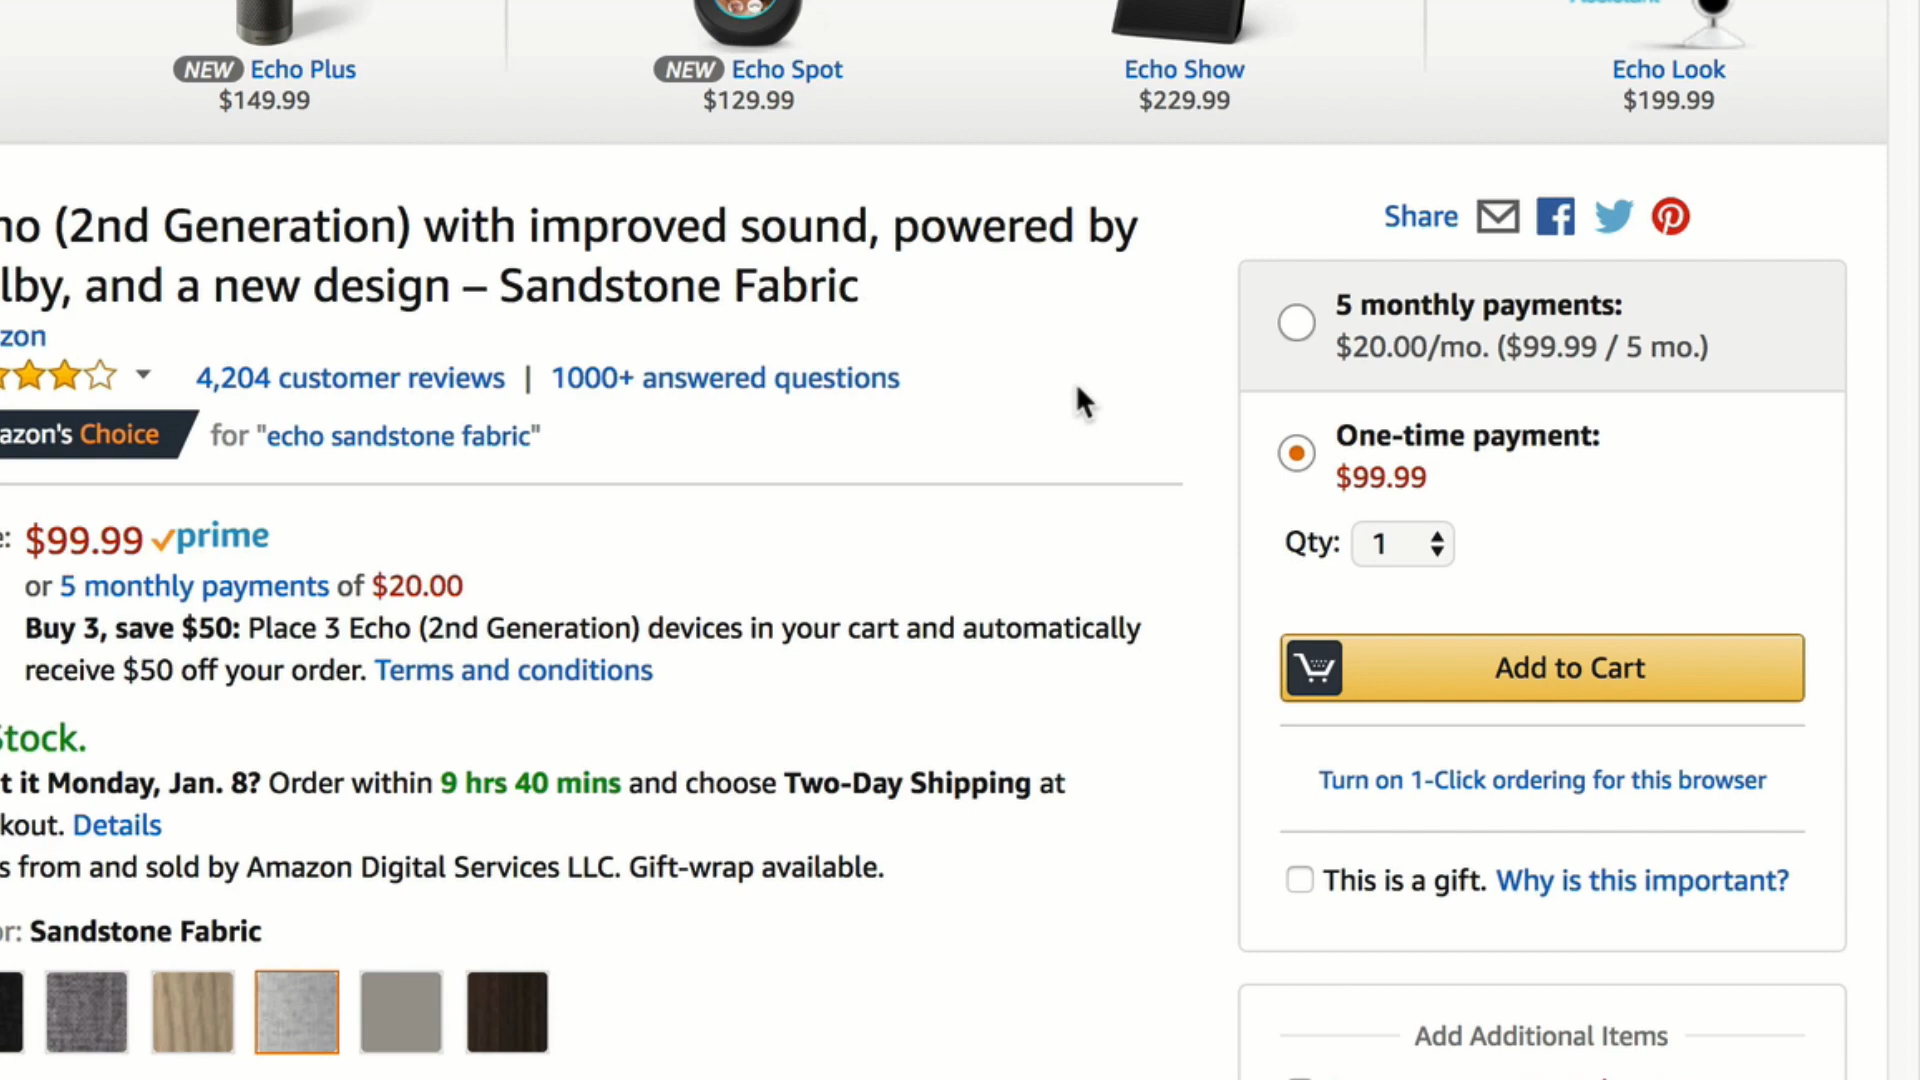 NEW Echo Plus
$149.99
NEW Echo Spot
$129.99
Echo Show
$229.99
Echo Look
$199.99
ho (2nd Generation) with improved sound, powered by
lby, and a new design – Sandstone Fabric
zon
4,204 customer reviews | 1000+ answered questions
azon's Choice for "echo sandstone fabric"
e: $99.99 prime
or 5 monthly payments of $20.00
Buy 3, save $50: Place 3 Echo (2nd Generation) devices in your cart and automatically
receive $50 off your order. Terms and conditions
Stock.
t it Monday, Jan. 8? Order within 9 hrs 40 mins and choose Two-Day Shipping at
kout. Details
s from and sold by Amazon Digital Services LLC. Gift-wrap available.
or: Sandstone Fabric
Share
5 monthly payments:
$20.00/mo. ($99.99 / 5 mo.)
One-time payment:
$99.99
Qty: 1
Add to Cart
Turn on 1-Click ordering for this browser
This is a gift. Why is this important?
Add Additional Items